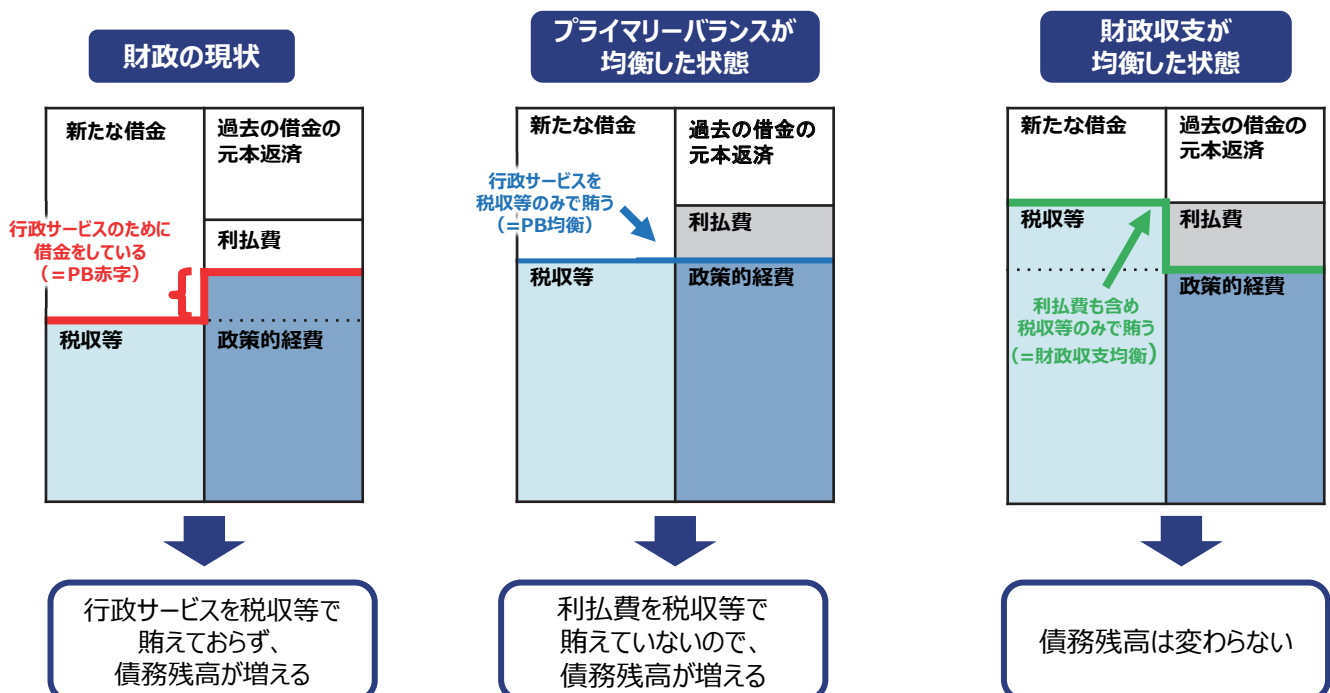 財政の現状
新たな借金
過去の借金の
元本返済
行政サービスのために
借金をしている
（＝PB赤字）
利払費
税収等
政策的経費
行政サービスを税収等で
賄えておらず、
債務残高が増える
プライマリーバランスが
均衡した状態
新たな借金
過去の借金の
元本返済
行政サービスを
税収等のみで賄う
（=PB均衡）
利払費
税収等
政策的経費
利払費を税収等で
賄えていないので、
債務残高が増える
財政収支が
均衡した状態
新たな借金
過去の借金の
元本返済
税収等
利払費
政策的経費
利払費も含め
税収等のみで賄う
（=財政収支均衡）
債務残高は変わらない